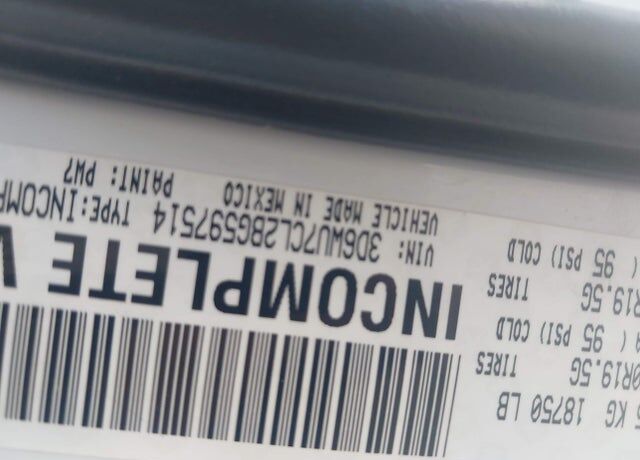 KG 18750 LB
0R19.5G TIRES
( 95 PSI) COLD
R19.5G TIRES
( 95 PSI) COLD
INCOMPLETE V
VIN: 3D6WU7CL2BG597514 TYPE:INCOMP
VEHICLE MADE IN MEXICO PAINT: PW7